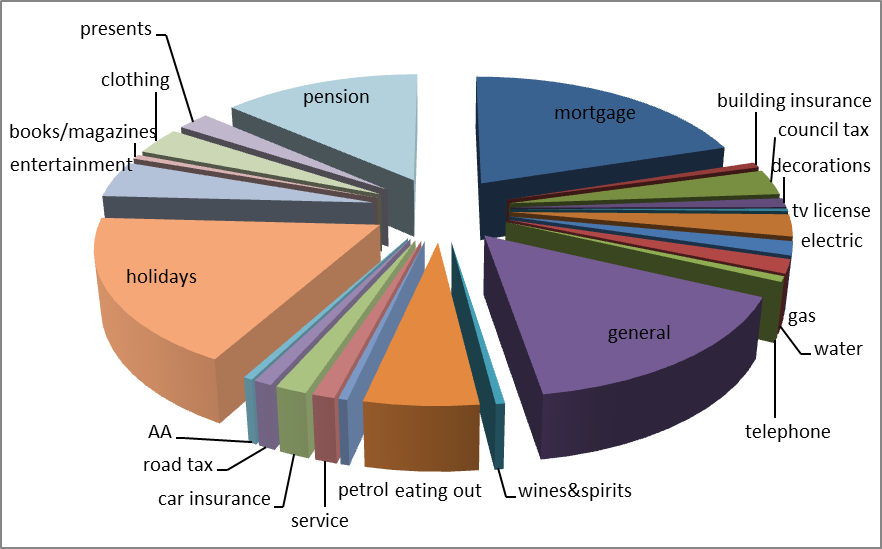 presents
pension
mortgage
clothing
building insurance
council tax
books/magazines
entertainment
decorations
tv license
electric
holidays
gas
general
water
telephone
AA
road tax
car insurance
service
petrol
eating out
wines&spirits